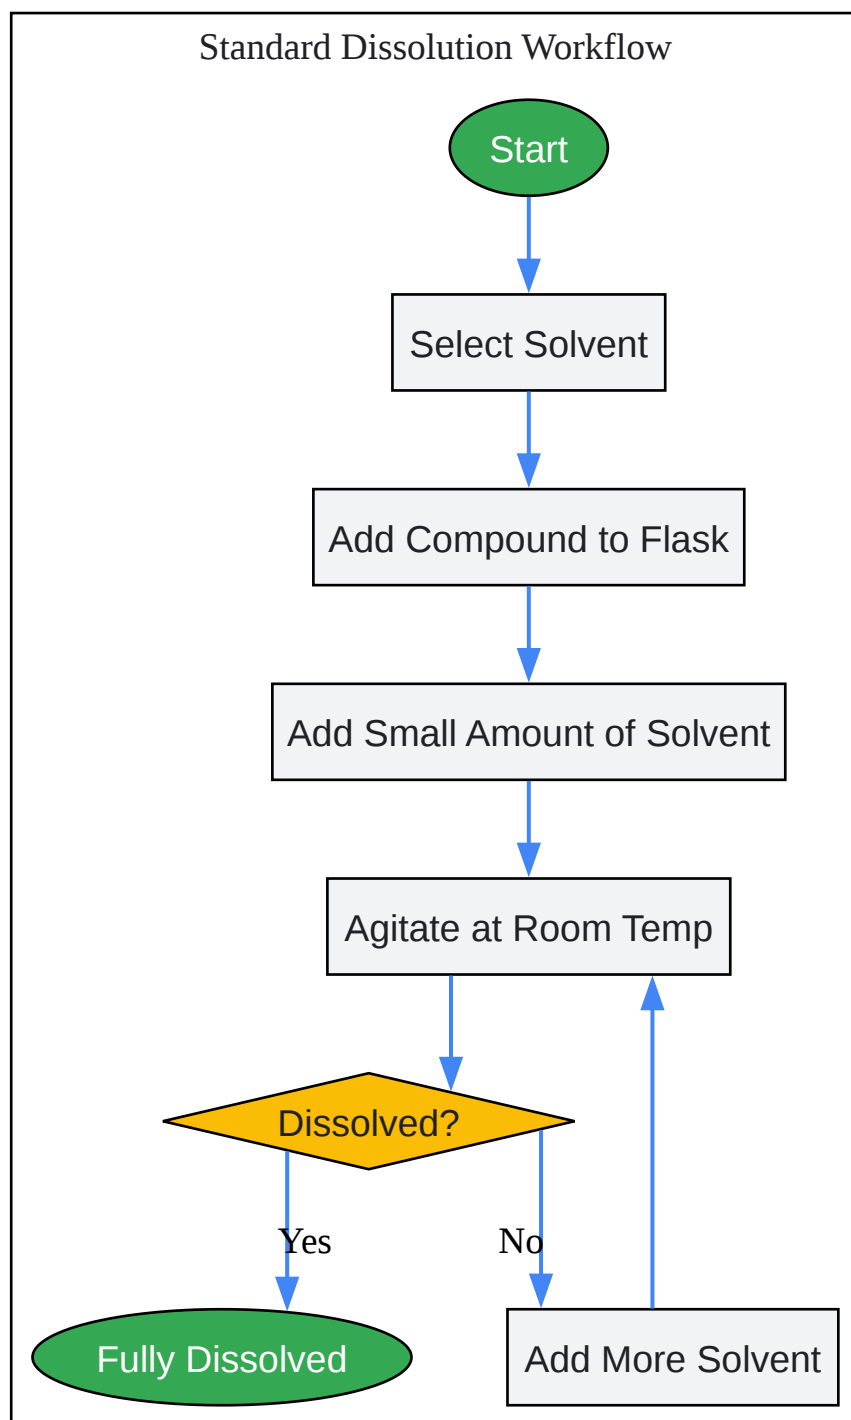 Standard Dissolution Workflow
Start
Select Solvent
Add Compound to Flask
Add Small Amount of Solvent
Agitate at Room Temp
Dissolved?
Yes
No
Fully Dissolved
Add More Solvent